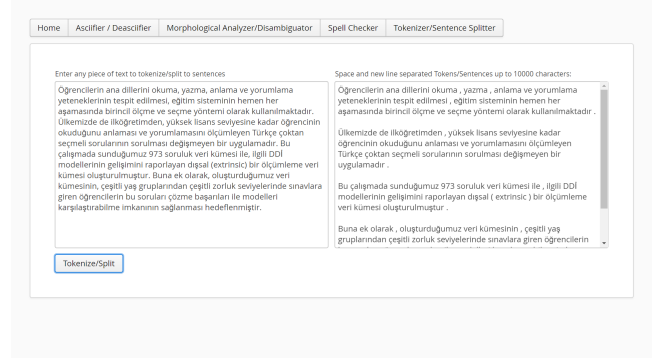 Home
Asciifier / Deasciifier
Morphological Analyzer/Disambiguator
Spell Checker
Tokenizer/Sentence Splitter
Enter any piece of text to tokenize/split to sentences
Öğrencilerin ana dillerini okuma, yazma, anlama ve yorumlama
yeteneklerinin tespit edilmesi, eğitim sisteminin hemen her
aşamasında birincil ölçme ve seçme yöntemi olarak kullanılmaktadır.
Ülkemizde de ilköğretimden, yüksek lisans seviyesine kadar öğrencinin
okuduğunu anlaması ve yorumlamasını ölçümleyen Türkçe çoktan
seçmeli sorularının sorulması değişmeyen bir uygulamadır. Bu
çalışmada sunduğumuz 973 soruluk veri kümesi ile, ilgili DDİ
modellerinin gelişimini raporlayan dışsal (extrinsic) bir ölçümleme veri
kümesi oluşturulmuştur. Buna ek olarak, oluşturduğumuz veri
kümesinin, çeşitli yaş gruplarından çeşitli zorluk seviyelerinde sınavlara
giren öğrencilerin bu soruları çözme başarıları ile modelleri
karşılaştırabilme imkanının sağlanması hedeflenmiştir.
Space and new line separated Tokens/Sentences up to 10000 characters:
Öğrencilerin ana dillerini okuma , yazma , anlama ve yorumlama
yeteneklerinin tespit edilmesi , eğitim sisteminin hemen her
aşamasında birincil ölçme ve seçme yöntemi olarak kullanılmaktadır .
Ülkemizde de ilköğretimden , yüksek lisans seviyesine kadar
öğrencinin okuduğunu anlaması ve yorumlamasını ölçümleyen
Türkçe çoktan seçmeli sorularının sorulması değişmeyen bir
uygulamadır .
Bu çalışmada sunduğumuz 973 soruluk veri kümesi ile , ilgili DDİ
modellerinin gelişimini raporlayan dışsal ( extrinsic ) bir ölçümleme
veri kümesi oluşturulmuştur .
Buna ek olarak , oluşturduğumuz veri kümesinin , çeşitli yaş
gruplarından çeşitli zorluk seviyelerinde sınavlara giren öğrencilerin
Tokenize/Split